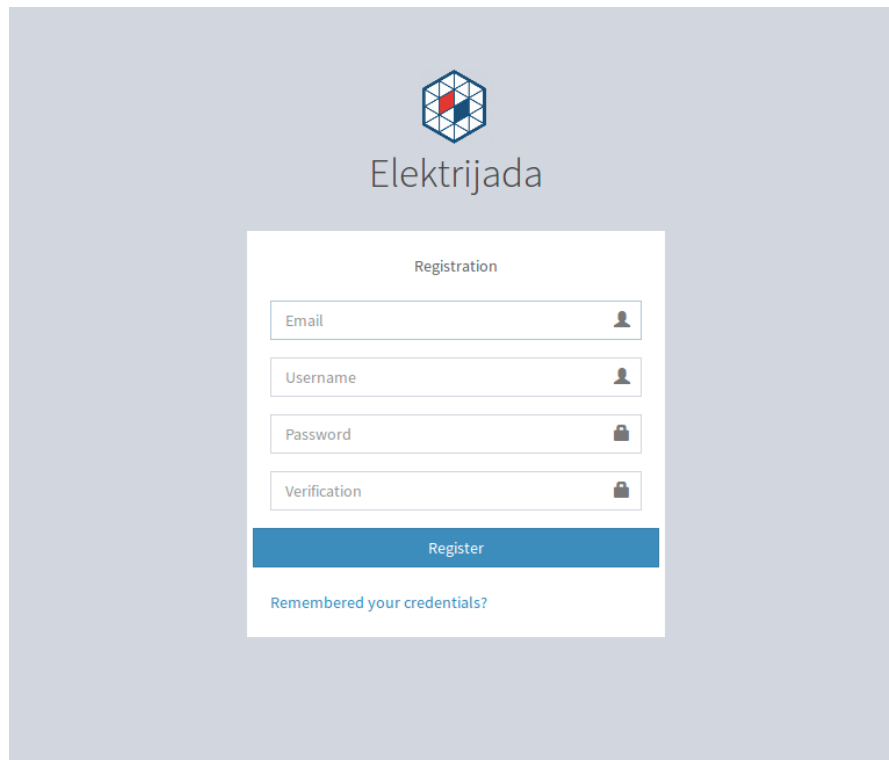 Elektrijada
Registration
Email
Username
Password
Verification
Register
Remembered your credentials?